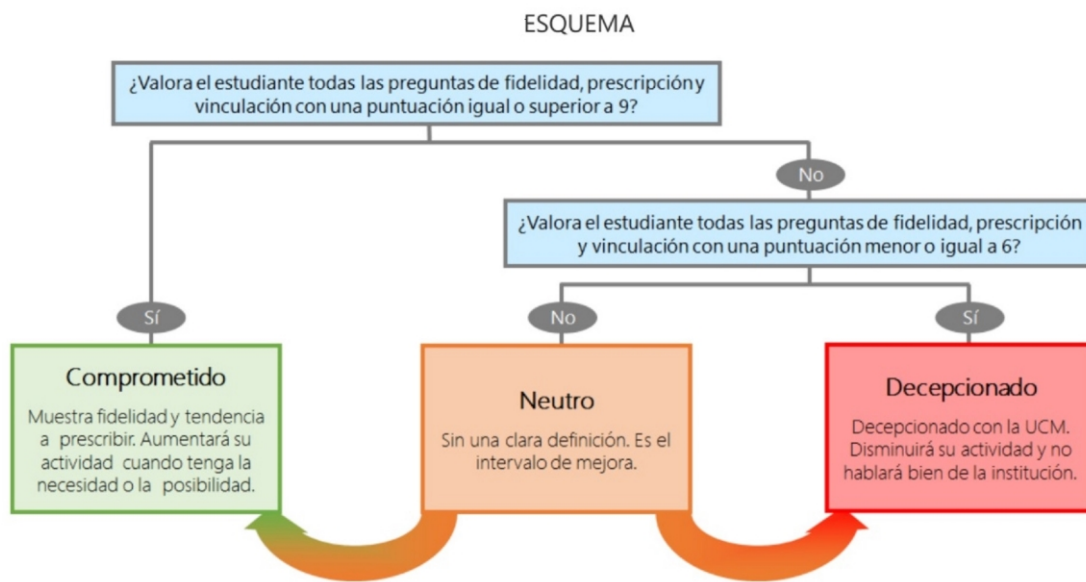 ESQUEMA
¿Valora el estudiante todas las preguntas de fidelidad, prescripción y
vinculación con una puntuación igual o superior a 9?
No
¿Valora el estudiante todas las preguntas de fidelidad, prescripción
y vinculación con una puntuación menor o igual a 6?
Sí
No
Sí
Comprometido
Muestra fidelidad y tendencia
a prescribir. Aumentará su
actividad cuando tenga la
necesidad o la posibilidad.
Neutro
Sin una clara definición. Es el
intervalo de mejora.
Decepcionado
Decepcionado con la UCM.
Disminuirá su actividad y no
hablará bien de la institución.